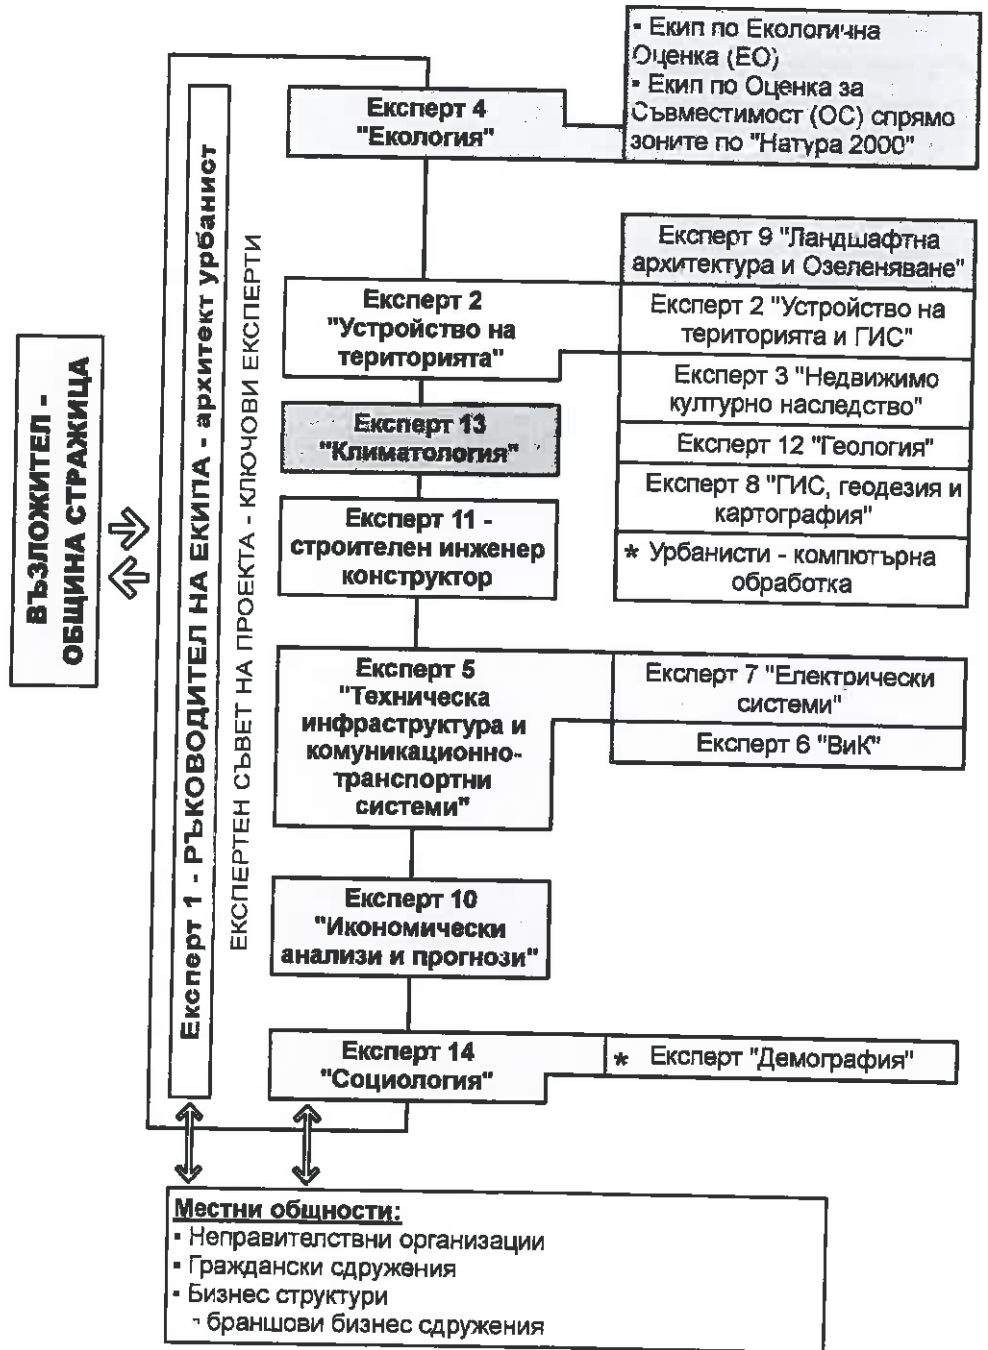 ВЪЗЛОЖИТЕЛ -
ОБЩИНА СТРАЖИЦА
Експерт 1 - РЪКОВОДИТЕЛ НА ЕКИПА - архитект урбанист
ЕКСПЕРТЕН СЪВЕТ НА ПРОЕКТА - КЛЮЧОВИ ЕКСПЕРТИ
Експерт 4
"Екология"
▪ Екип по Екологична
Оценка (ЕО)
▪ Екип по Оценка за
Съвместимост (ОС) спрямо
зоните по "Натура 2000"
Експерт 2
"Устройство на
територията"
Експерт 9 "Ландшафтна
архитектура и Озеленяване"
Експерт 2 "Устройство на
територията и ГИС"
Експерт 3 "Недвижимо
културно наследство"
Експерт 12 "Геология"
Експерт 8 "ГИС, геодезия и
картография"
* Урбанисти - компютърна
обработка
Експерт 13
"Климатология"
Експерт 11 -
строителен инженер
конструктор
Експерт 5
"Техническа
инфраструктура и
комуникационно-
транспортни
системи"
Експерт 7 "Електрически
системи"
Експерт 6 "ВиК"
Експерт 10
"Икономически
анализи и прогнози"
Експерт 14
"Социология"
* Експерт "Демография"
Местни общности:
▪ Неправителствни организации
▪ Граждански сдружения
▪ Бизнес структури
- браншови бизнес сдружения